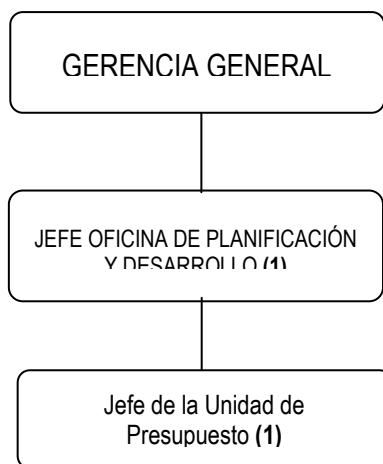 GERENCIA GENERAL
JEFE OFICINA DE PLANIFICACIÓN
Y DESARROLLO (1)
Jefe de la Unidad de
Presupuesto (1)